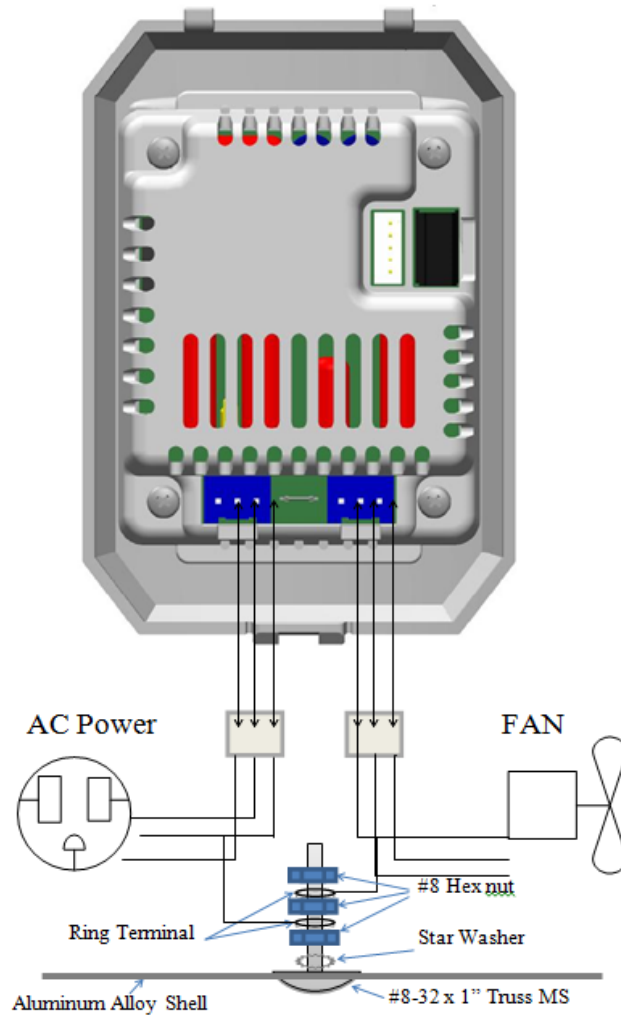 AC Power
FAN
#8 Hex nut
Ring Terminal
Star Washer
Aluminum Alloy Shell
#8-32 x 1” Truss MS